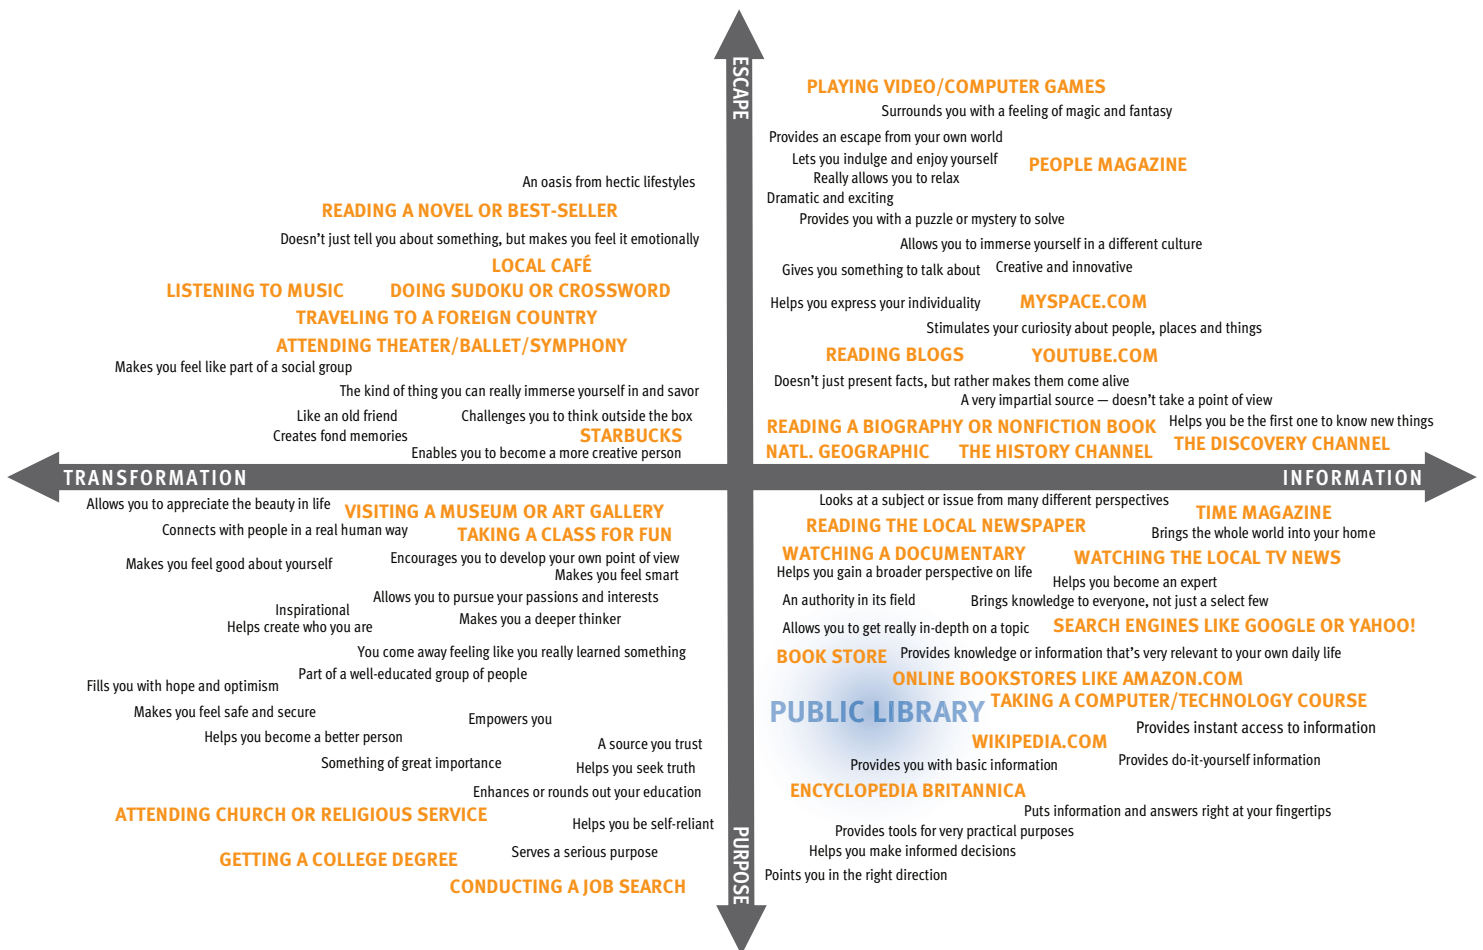 ESCAPE
PLAYING VIDEO/COMPUTER GAMES
Surrounds you with a feeling of magic and fantasy
Provides an escape from your own world
Lets you indulge and enjoy yourself
PEOPLE MAGAZINE
Really allows you to relax
Dramatic and exciting
Provides you with a puzzle or mystery to solve
Allows you to immerse yourself in a different culture
Gives you something to talk about
Creative and innovative
Helps you express your individuality
MYSPACE.COM
Stimulates your curiosity about people, places and things
READING BLOGS
YOUTUBE.COM
Doesn't just present facts, but rather makes them come alive
A very impartial source — doesn't take a point of view
READING A BIOGRAPHY OR NONFICTION BOOK
Helps you be the first one to know new things
NATL. GEOGRAPHIC
THE HISTORY CHANNEL
THE DISCOVERY CHANNEL
An oasis from hectic lifestyles
READING A NOVEL OR BEST-SELLER
Doesn't just tell you about something, but makes you feel it emotionally
LOCAL CAFÉ
LISTENING TO MUSIC
DOING SUDOKU OR CROSSWORD
TRAVELING TO A FOREIGN COUNTRY
ATTENDING THEATER/BALLET/SYMPHONY
Makes you feel like part of a social group
The kind of thing you can really immerse yourself in and savor
Like an old friend
Challenges you to think outside the box
Creates fond memories
STARBUCKS
Enables you to become a more creative person
TRANSFORMATION
INFORMATION
Allows you to appreciate the beauty in life
VISITING A MUSEUM OR ART GALLERY
Connects with people in a real human way
TAKING A CLASS FOR FUN
Makes you feel good about yourself
Encourages you to develop your own point of view
Makes you feel smart
Allows you to pursue your passions and interests
Inspirational
Makes you a deeper thinker
Helps create who you are
You come away feeling like you really learned something
Part of a well-educated group of people
Fills you with hope and optimism
Makes you feel safe and secure
Empowers you
Helps you become a better person
A source you trust
Something of great importance
Helps you seek truth
Enhances or rounds out your education
ATTENDING CHURCH OR RELIGIOUS SERVICE
Helps you be self-reliant
Serves a serious purpose
GETTING A COLLEGE DEGREE
CONDUCTING A JOB SEARCH
Looks at a subject or issue from many different perspectives
TIME MAGAZINE
READING THE LOCAL NEWSPAPER
Brings the whole world into your home
WATCHING A DOCUMENTARY
WATCHING THE LOCAL TV NEWS
Helps you gain a broader perspective on life
Helps you become an expert
An authority in its field
Brings knowledge to everyone, not just a select few
Allows you to get really in-depth on a topic
SEARCH ENGINES LIKE GOOGLE OR YAHOO!
BOOK STORE
Provides knowledge or information that's very relevant to your own daily life
ONLINE BOOKSTORES LIKE AMAZON.COM
TAKING A COMPUTER/TECHNOLOGY COURSE
PUBLIC LIBRARY
Provides instant access to information
WIKIPEDIA.COM
Provides you with basic information
Provides do-it-yourself information
ENCYCLOPEDIA BRITANNICA
Puts information and answers right at your fingertips
Provides tools for very practical purposes
Helps you make informed decisions
Points you in the right direction
PURPOSE